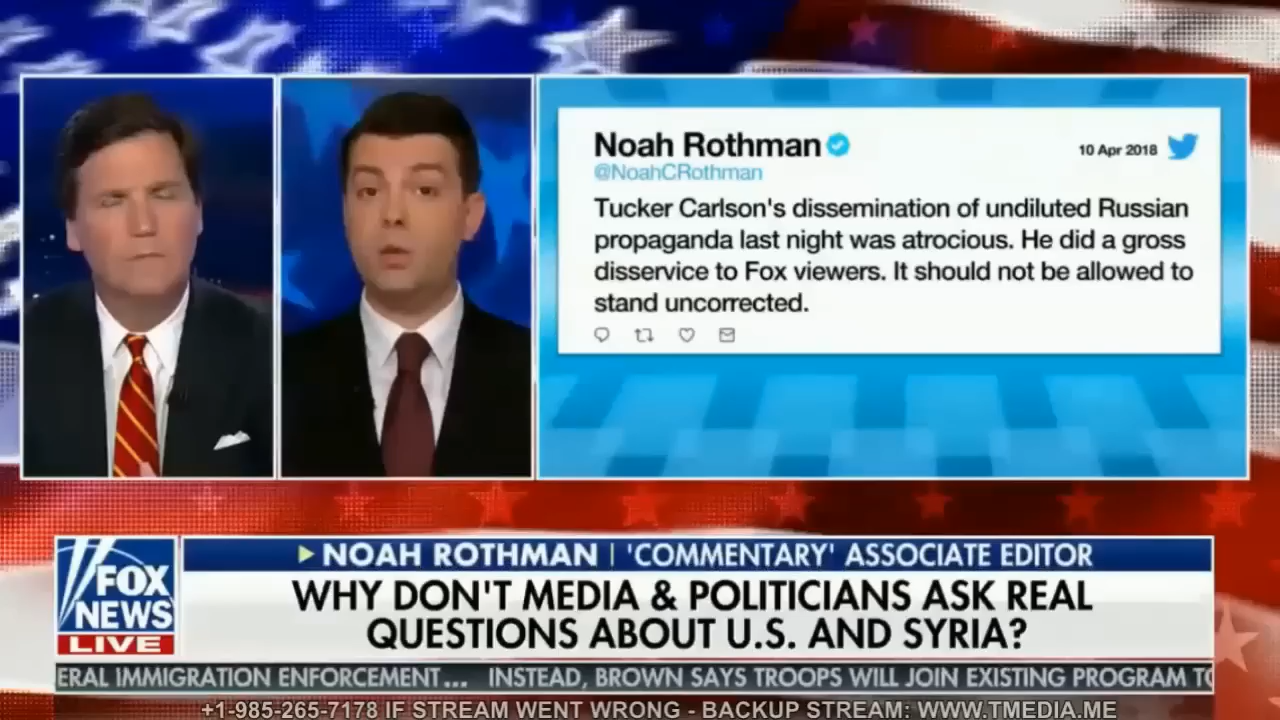 Noah Rothman
10 Apr 2018
@NoahCRothman
Tucker Carlson's dissemination of undiluted Russian
propaganda last night was atrocious. He did a gross
disservice to Fox viewers. It should not be allowed to
stand uncorrected.
NOAH ROTHMAN | 'COMMENTARY' ASSOCIATE EDITOR
FOX
NEWS
LIVE
WHY DON'T MEDIA & POLITICIANS ASK REAL
QUESTIONS ABOUT U.S. AND SYRIA?
ERAL IMMIGRATION ENFORCEMENT... INSTEAD, BROWN SAYS TROOPS WILL JOIN EXISTING PROGRAM TO
+1-985-265-7178 IF STREAM WENT WRONG - BACKUP STREAM: WWW.TMEDIA.ME